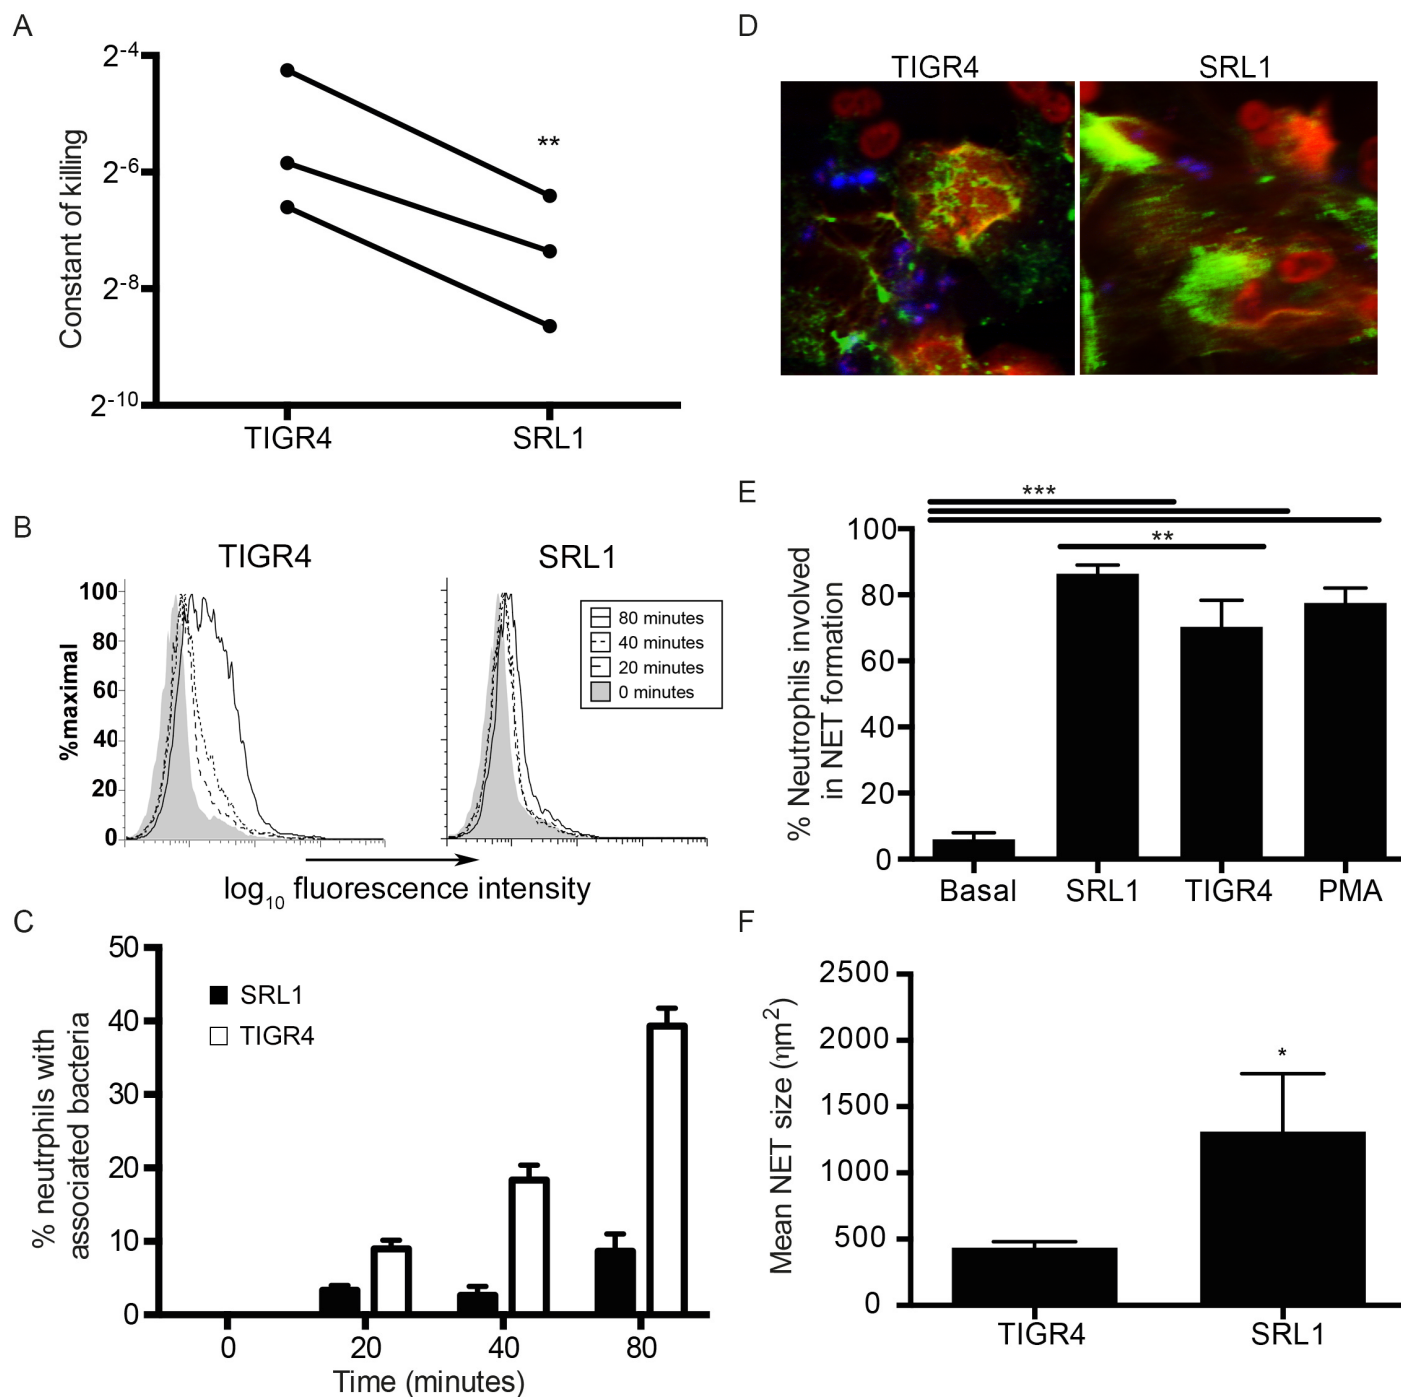 A
2-4
2-6
2-8
2-10
Constant of killing
**
TIGR4
SRL1
B
TIGR4
SRL1
100
80
60
40
20
0
%maximal
80 minutes
40 minutes
20 minutes
0 minutes
log10 fluorescence intensity
C
50
40
30
20
10
0
% neutrphils with
associated bacteria
SRL1
TIGR4
0
20
40
80
Time (minutes)
D
TIGR4
SRL1
E
***
**
100
80
60
40
20
0
% Neutrophils involved
in NET formation
Basal
SRL1
TIGR4
PMA
F
2500
2000
1500
1000
500
0
Mean NET size (ηm2)
*
TIGR4
SRL1